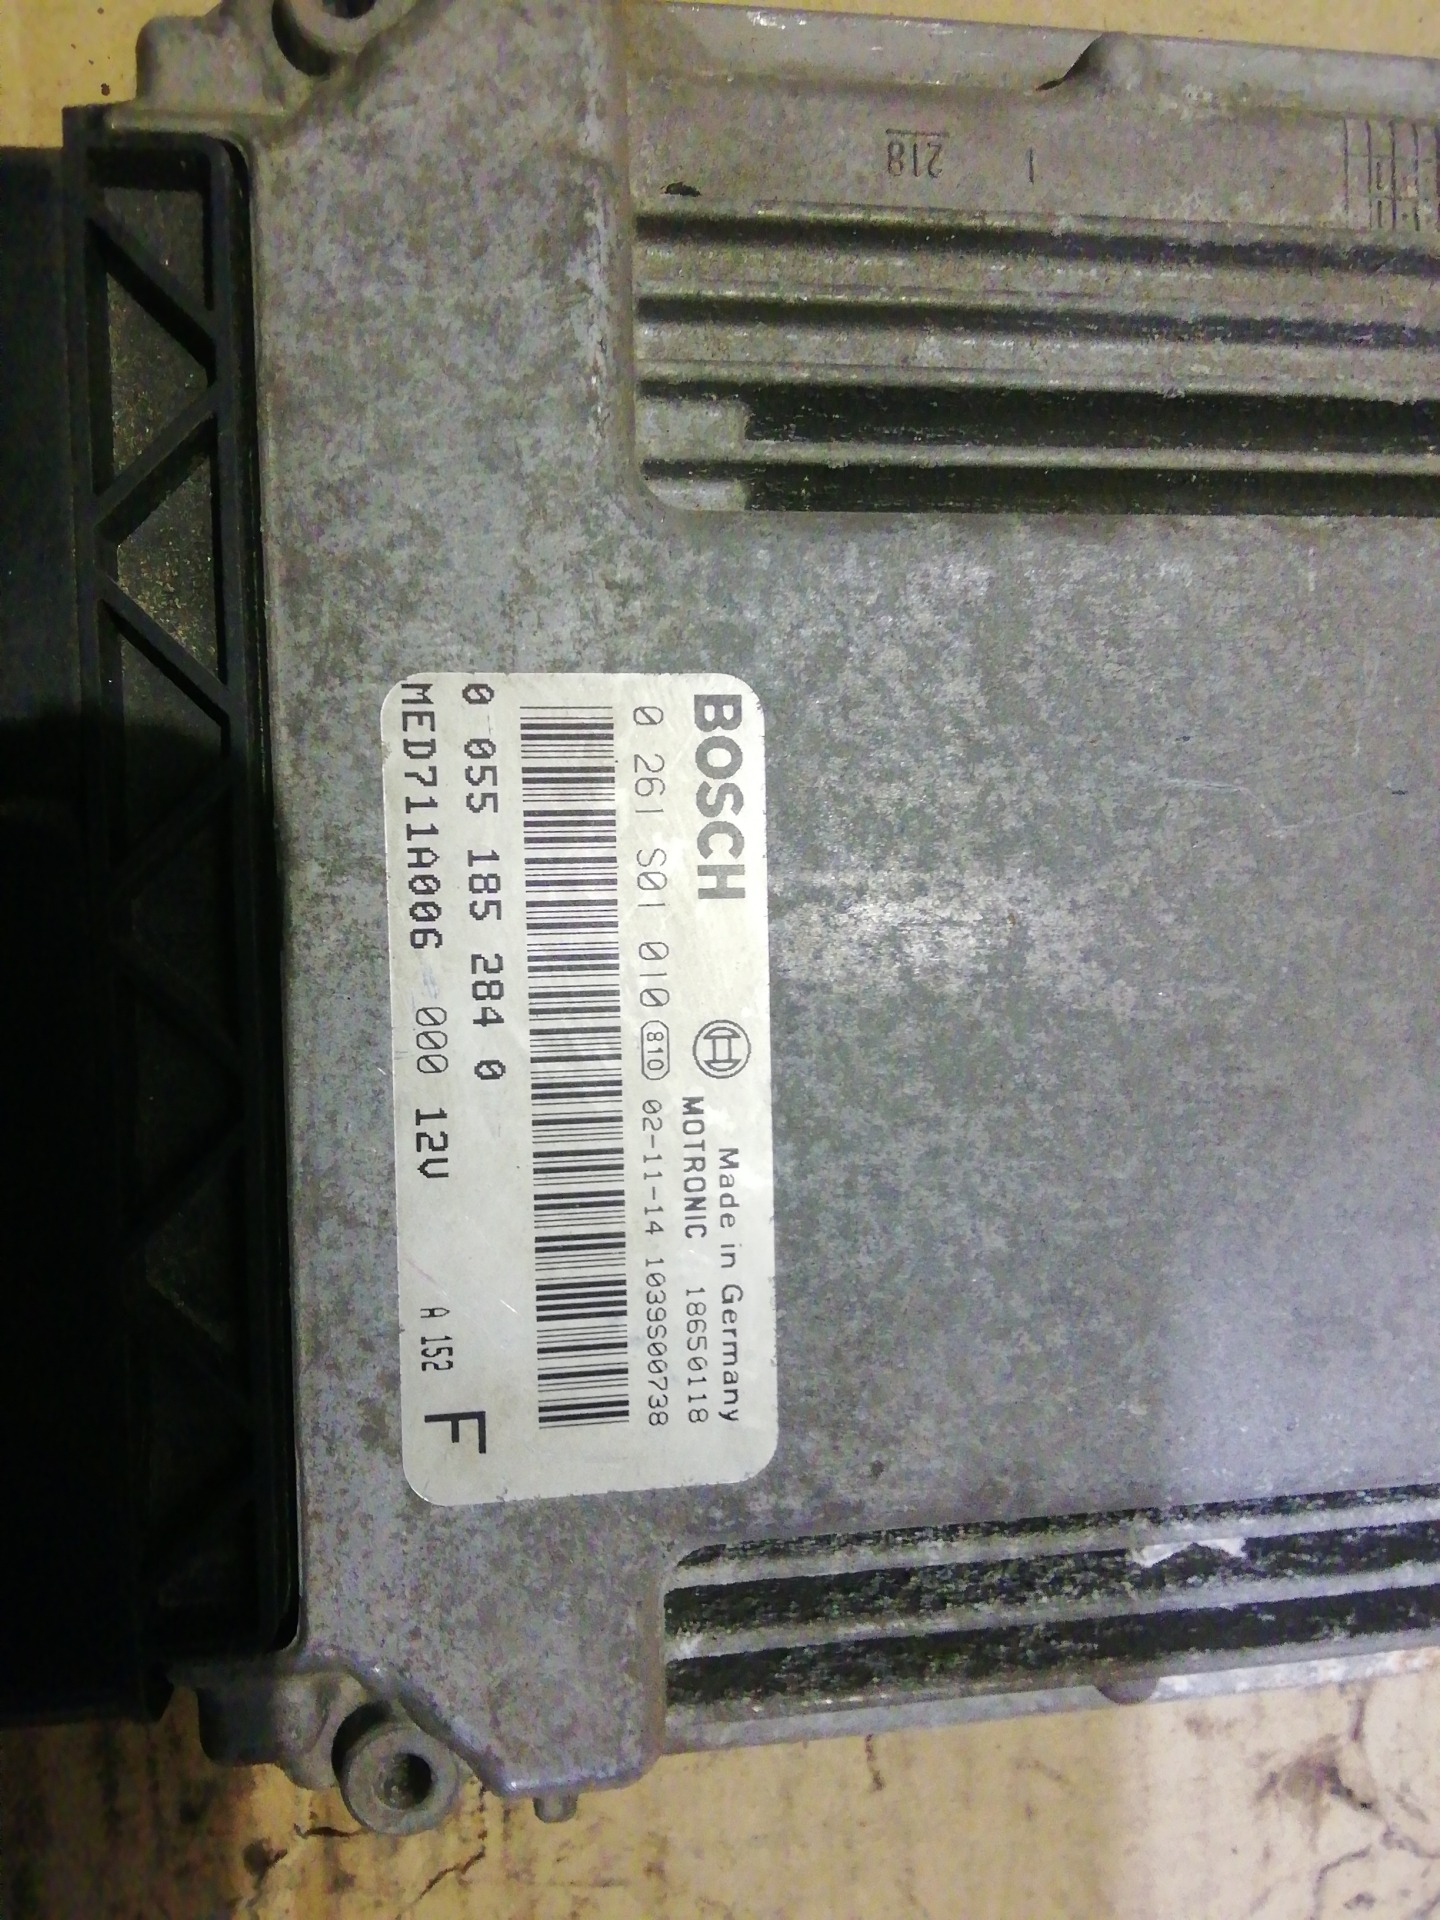 BOSCH
Made in Germany
MOTRONIC 18650118
0 261 S01 010 810 02-11-14 1039S00738
0 055 185 284 0
MED711A006 000 12V A 152
F
218 1